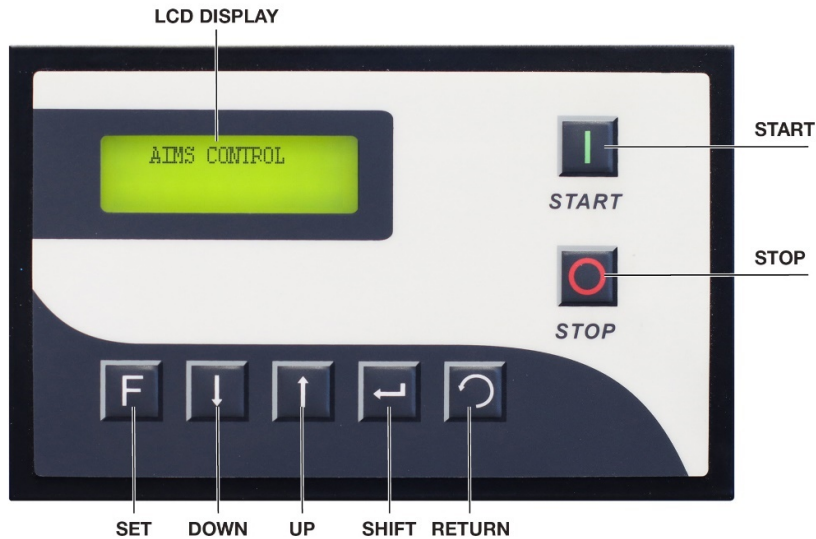 LCD DISPLAY
AIMS CONTROL
START
START
STOP
STOP
F
SET DOWN UP SHIFT RETURN